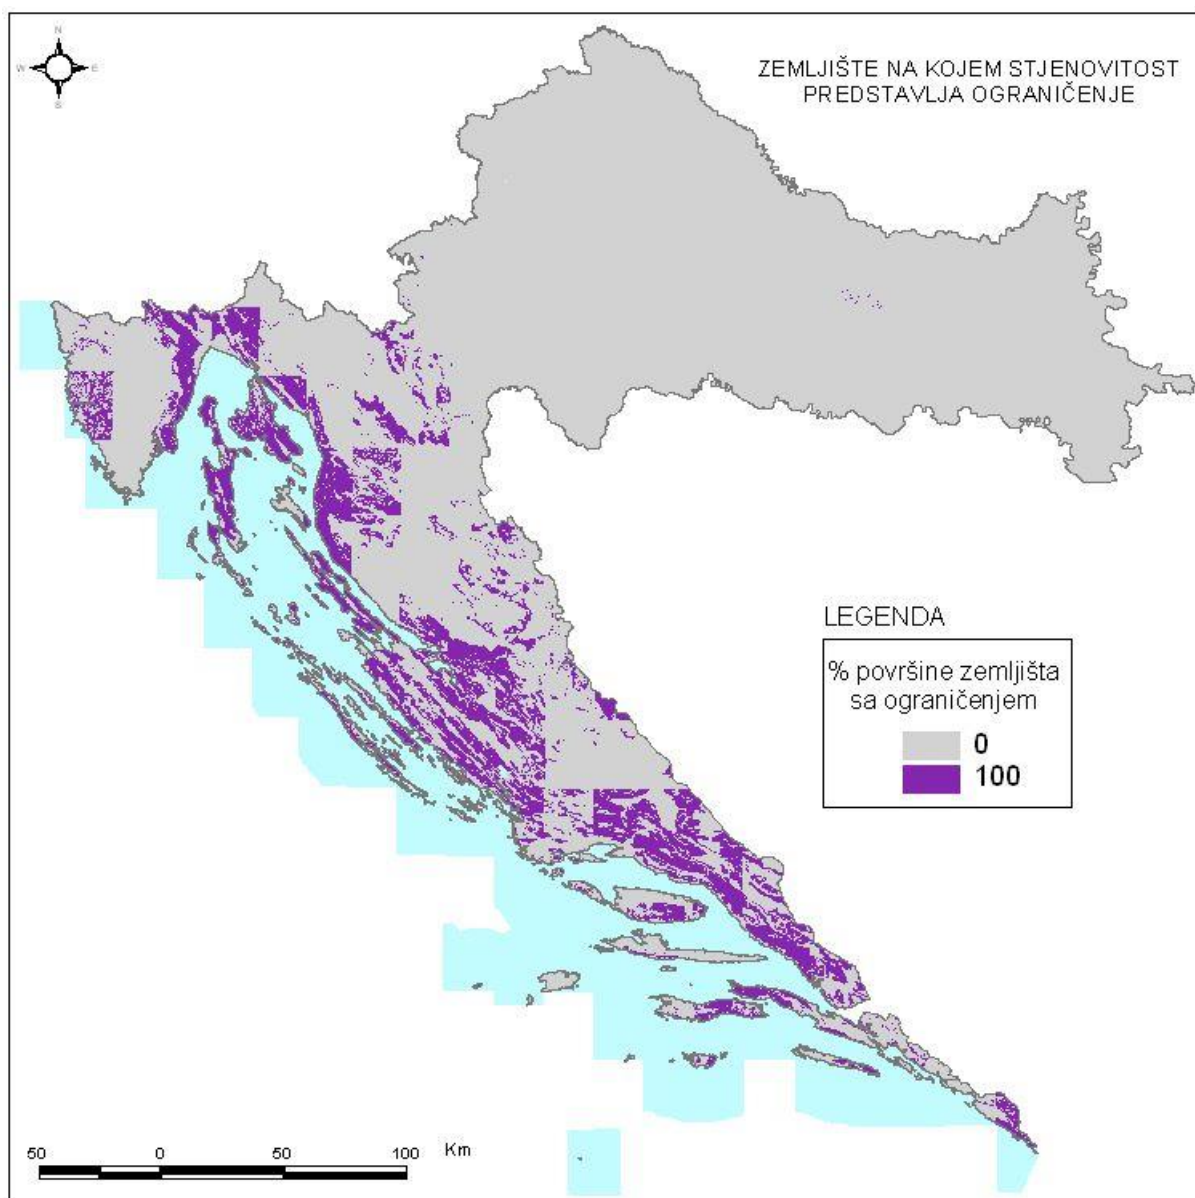 N
W E
S
ZEMLJIŠTE NA KOJEM STJENOVITOST
PREDSTAVLJA OGRANIČENJE
LEGENDA
% površine zemljišta
sa ograničenjem
0
100
50 0 50 100 Km